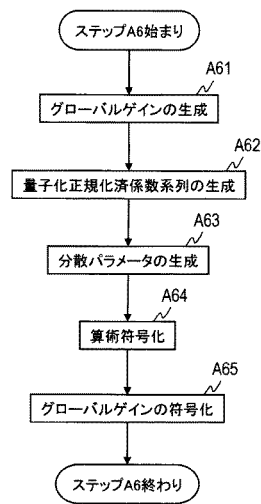 ステップA6始まり
A61
グローバルゲインの生成
A62
量子化正規化済係数系列の生成
A63
分散パラメータの生成
A64
算術符号化
A65
グローバルゲインの符号化
ステップA6終わり